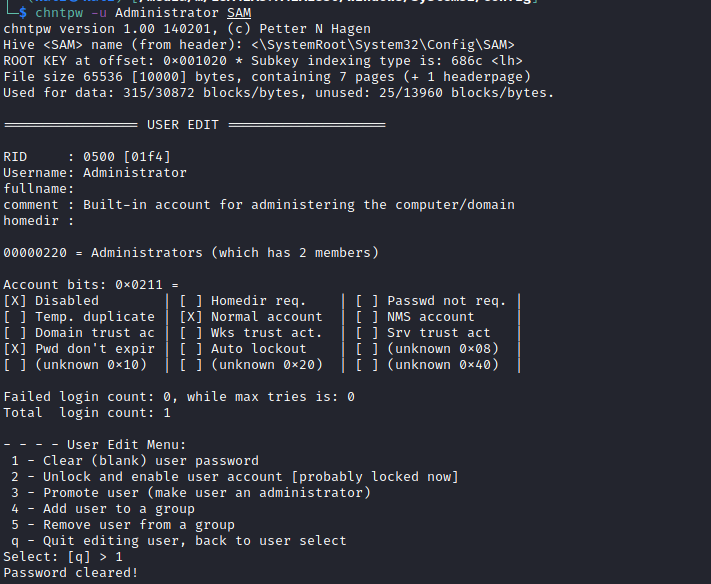 $ chntpw -u Administrator SAM
chntpw version 1.00 140201, (c) Petter N Hagen
Hive <SAM> name (from header): <\SystemRoot\System32\Config\SAM>
ROOT KEY at offset: 0×001020 * Subkey indexing type is: 686c <lh>
File size 65536 [10000] bytes, containing 7 pages (+ 1 headerpage)
Used for data: 315/30872 blocks/bytes, unused: 25/13960 blocks/bytes.
================= USER EDIT ====================
RID     : 0500 [01f4]
Username: Administrator
fullname:
comment : Built-in account for administering the computer/domain
homedir :
00000220 = Administrators (which has 2 members)
Account bits: 0×0211 =
[X] Disabled        | [ ] Homedir req.    | [ ] Passwd not req. |
[ ] Temp. duplicate | [X] Normal account  | [ ] NMS account     |
[ ] Domain trust ac | [ ] Wks trust act.  | [ ] Srv trust act   |
[X] Pwd don't expir | [ ] Auto lockout    | [ ] (unknown 0×08)  |
[ ] (unknown 0×10)  | [ ] (unknown 0×20)  | [ ] (unknown 0×40)  |
Failed login count: 0, while max tries is: 0
Total  login count: 1
- - - - User Edit Menu:
 1 - Clear (blank) user password
 2 - Unlock and enable user account [probably locked now]
 3 - Promote user (make user an administrator)
 4 - Add user to a group
 5 - Remove user from a group
 q - Quit editing user, back to user select
Select: [q] > 1
Password cleared!